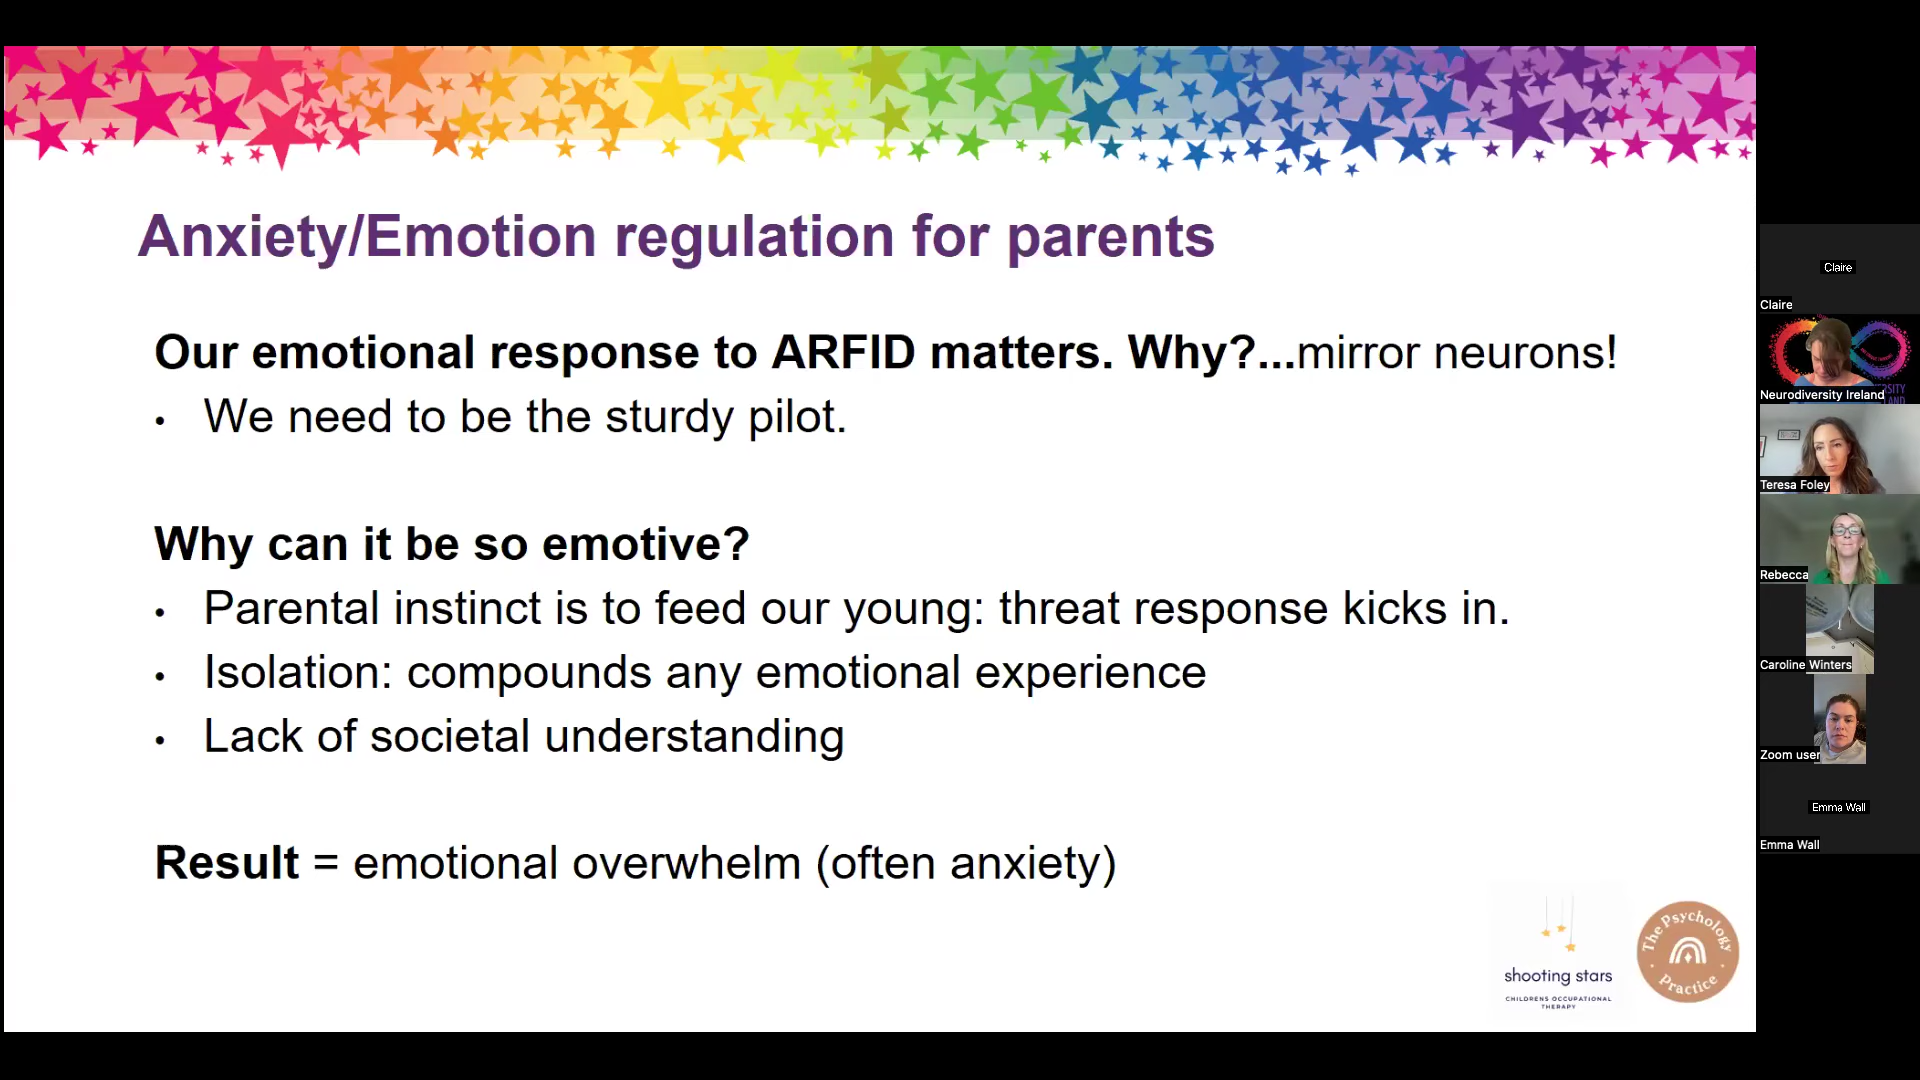 Anxiety/Emotion regulation for parents
Our emotional response to ARFID matters. Why?...mirror neurons!
• We need to be the sturdy pilot.
Why can it be so emotive?
• Parental instinct is to feed our young: threat response kicks in.
• Isolation: compounds any emotional experience
• Lack of societal understanding
Result = emotional overwhelm (often anxiety)
shooting stars
CHILDRENS OCCUPATIONAL
THERAPY
The Psychology
Practice
Claire
Claire
Neurodiversity Ireland
Teresa Foley
Rebecca
Caroline Winters
Zoom user
Emma Wall
Emma Wall